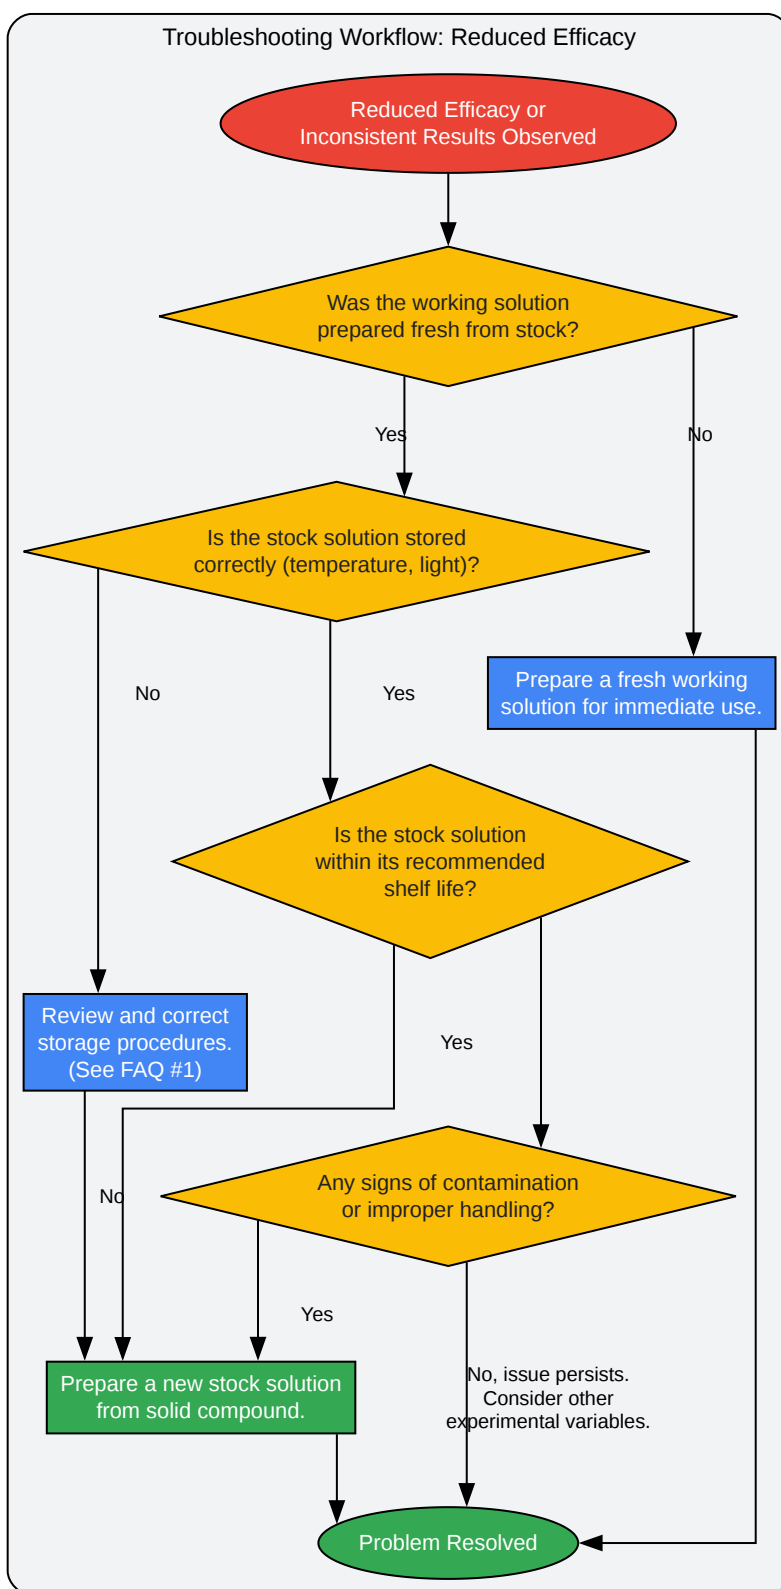 Troubleshooting Workflow: Reduced Efficacy
Reduced Efficacy or
Inconsistent Results Observed
Was the working solution
prepared fresh from stock?
Yes
No
Is the stock solution stored
correctly (temperature, light)?
No
Yes
Prepare a fresh working
solution for immediate use.
Is the stock solution
within its recommended
shelf life?
Review and correct
storage procedures.
(See FAQ #1)
Yes
No
Any signs of contamination
or improper handling?
Yes
No, issue persists.
Consider other
experimental variables.
Prepare a new stock solution
from solid compound.
Problem Resolved